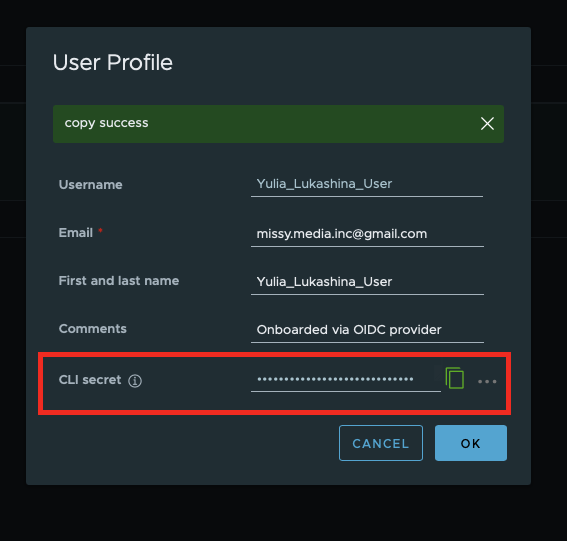 User Profile
copy success
Username Yulia_Lukashina_User
Email * missy.media.inc@gmail.com
First and last name Yulia_Lukashina_User
Comments Onboarded via OIDC provider
CLI secret ••••••••••••••••••••••••••••• •••
CANCEL OK